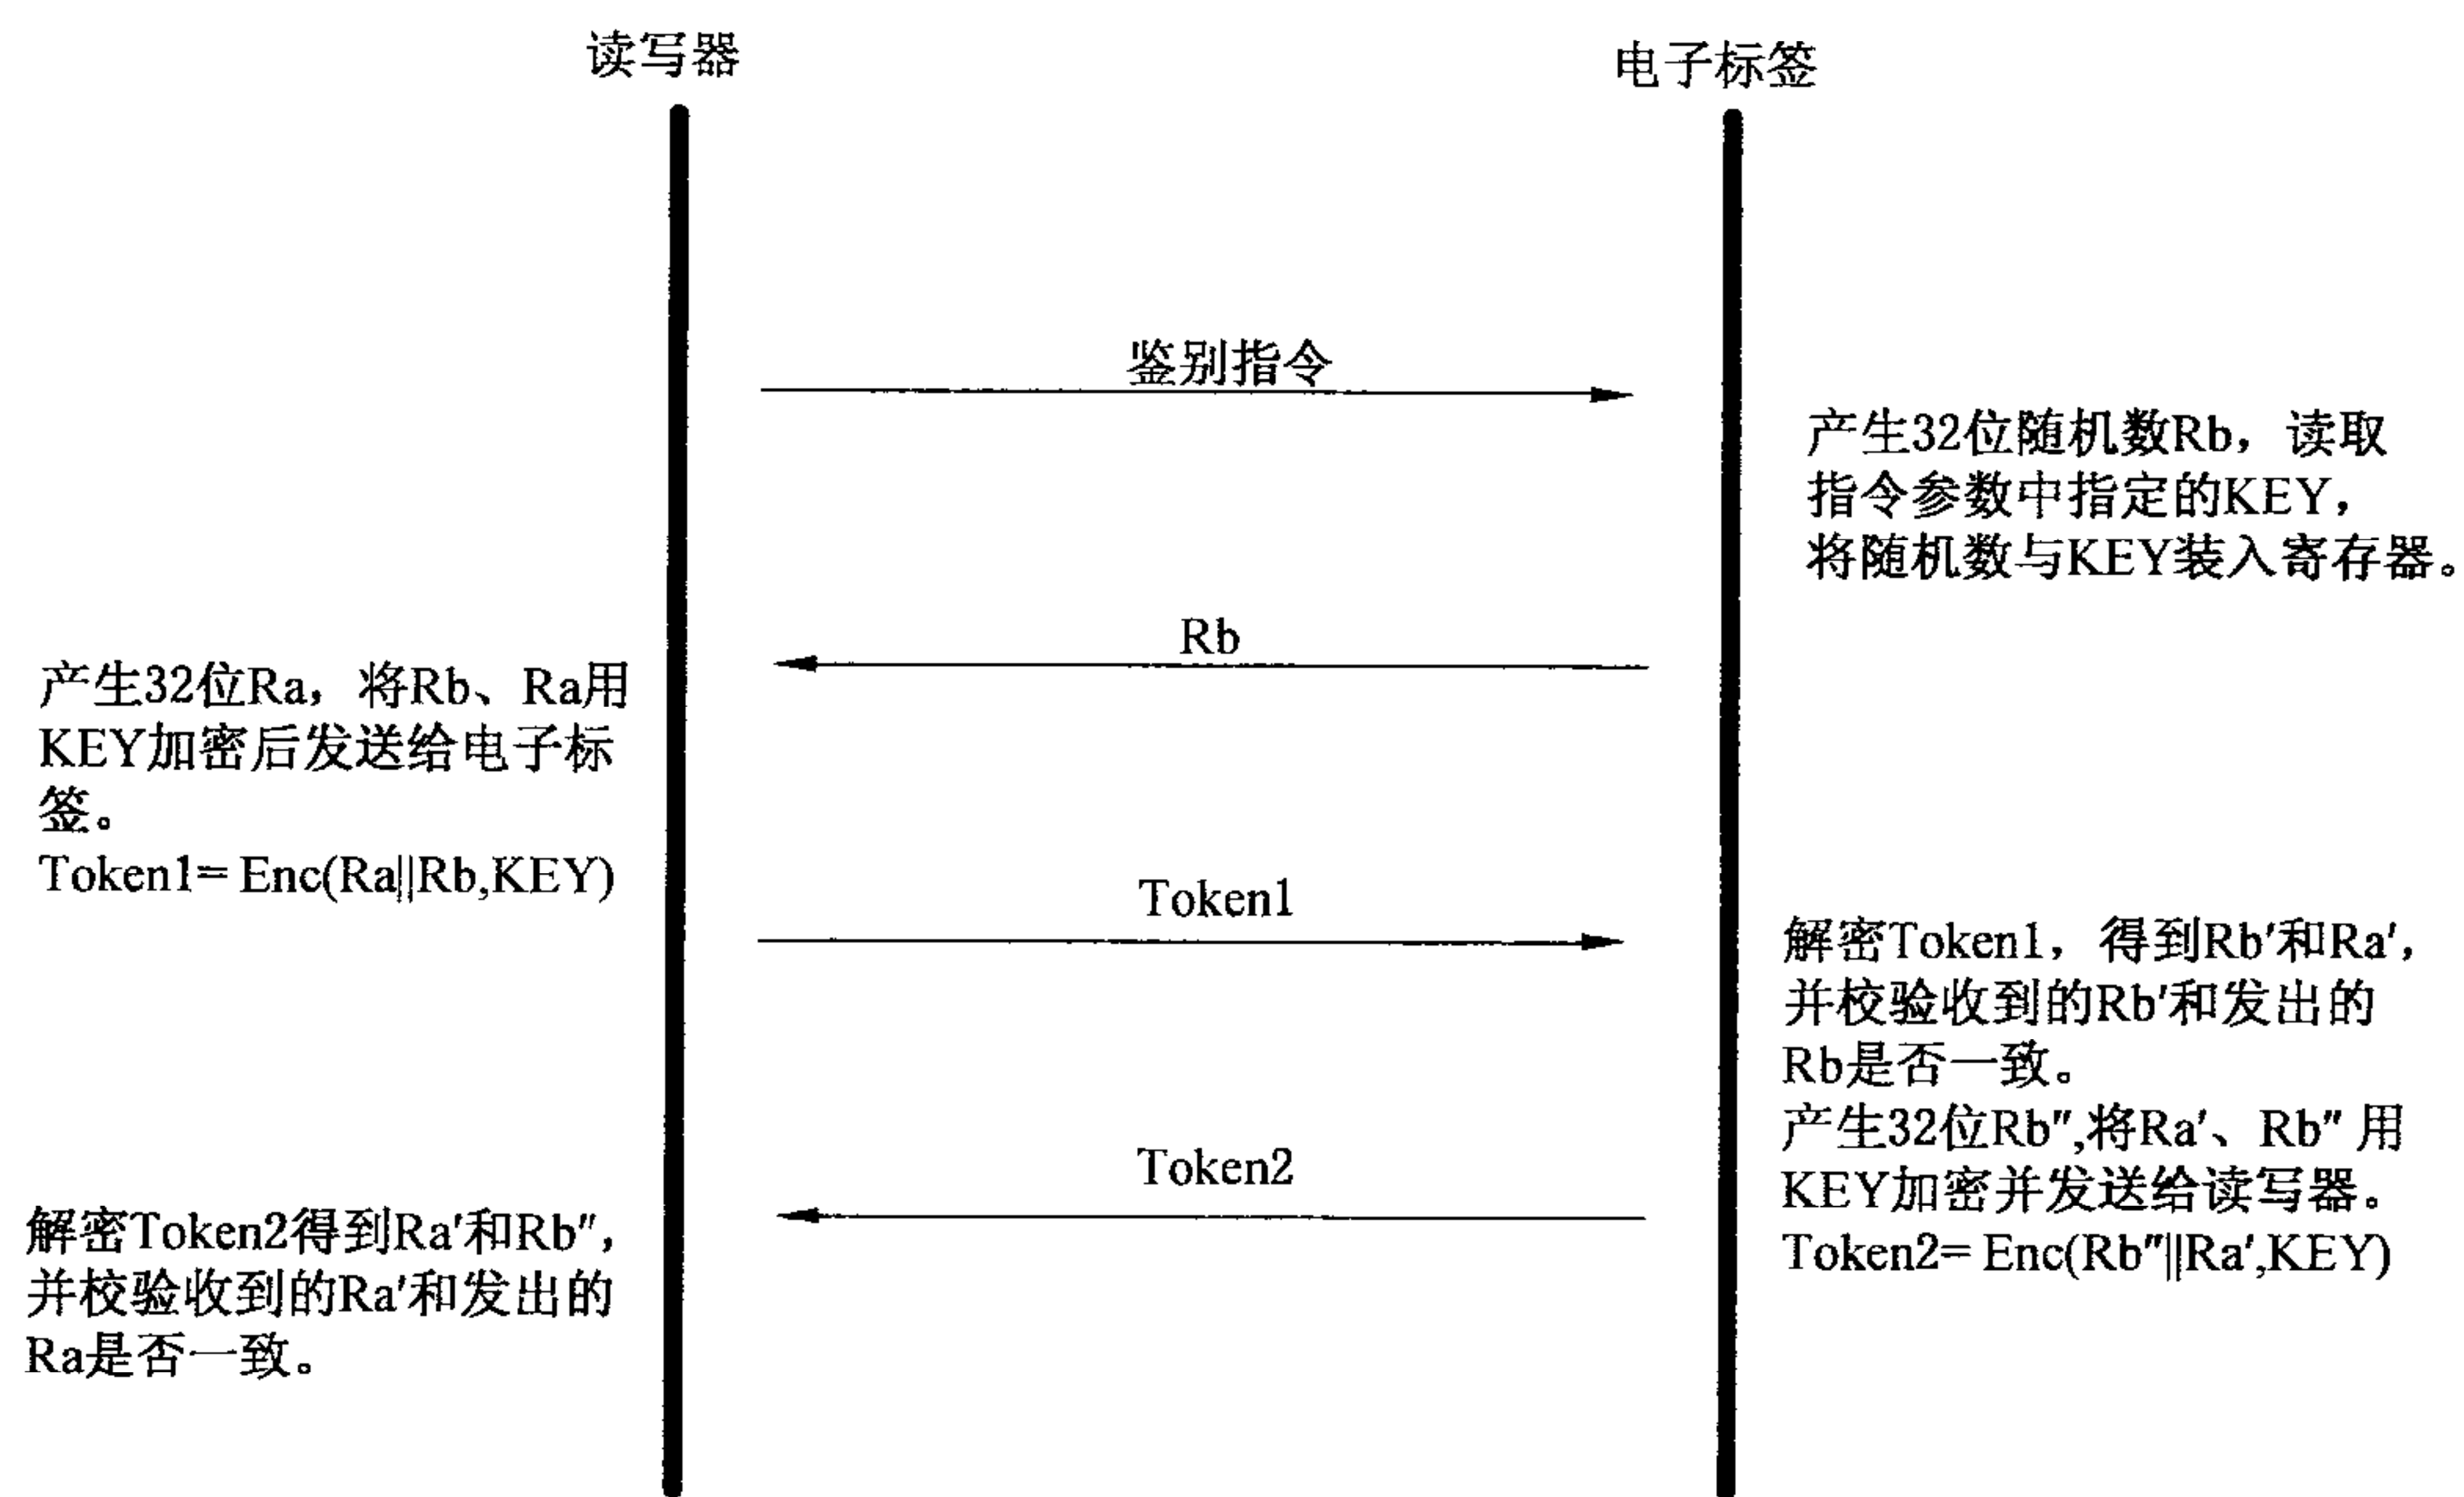 读写器
电子标签
鉴别指令
产生32位随机数Rb，读取
指令参数中指定的KEY，
将随机数与KEY装入寄存器。
Rb
产生32位Ra，将Rb、Ra用
KEY加密后发送给电子标
签。
Token1= Enc(Ra||Rb,KEY)
Token1
解密Token1，得到Rb′和Ra′，
并校验收到的Rb′和发出的
Rb是否一致。
产生32位Rb″,将Ra′、Rb″ 用
KEY加密并发送给读写器。
Token2= Enc(Rb″||Ra′,KEY)
Token2
解密Token2得到Ra′和Rb″，
并校验收到的Ra′和发出的
Ra是否一致。